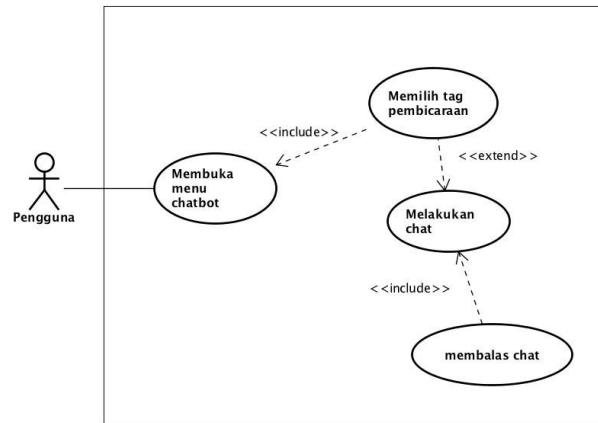 Memilih tag
pembicaraan
<<include>>
<<extend>>
Membuka
menu
chatbot
Pengguna
Melakukan
chat
<<include>>
membalas chat